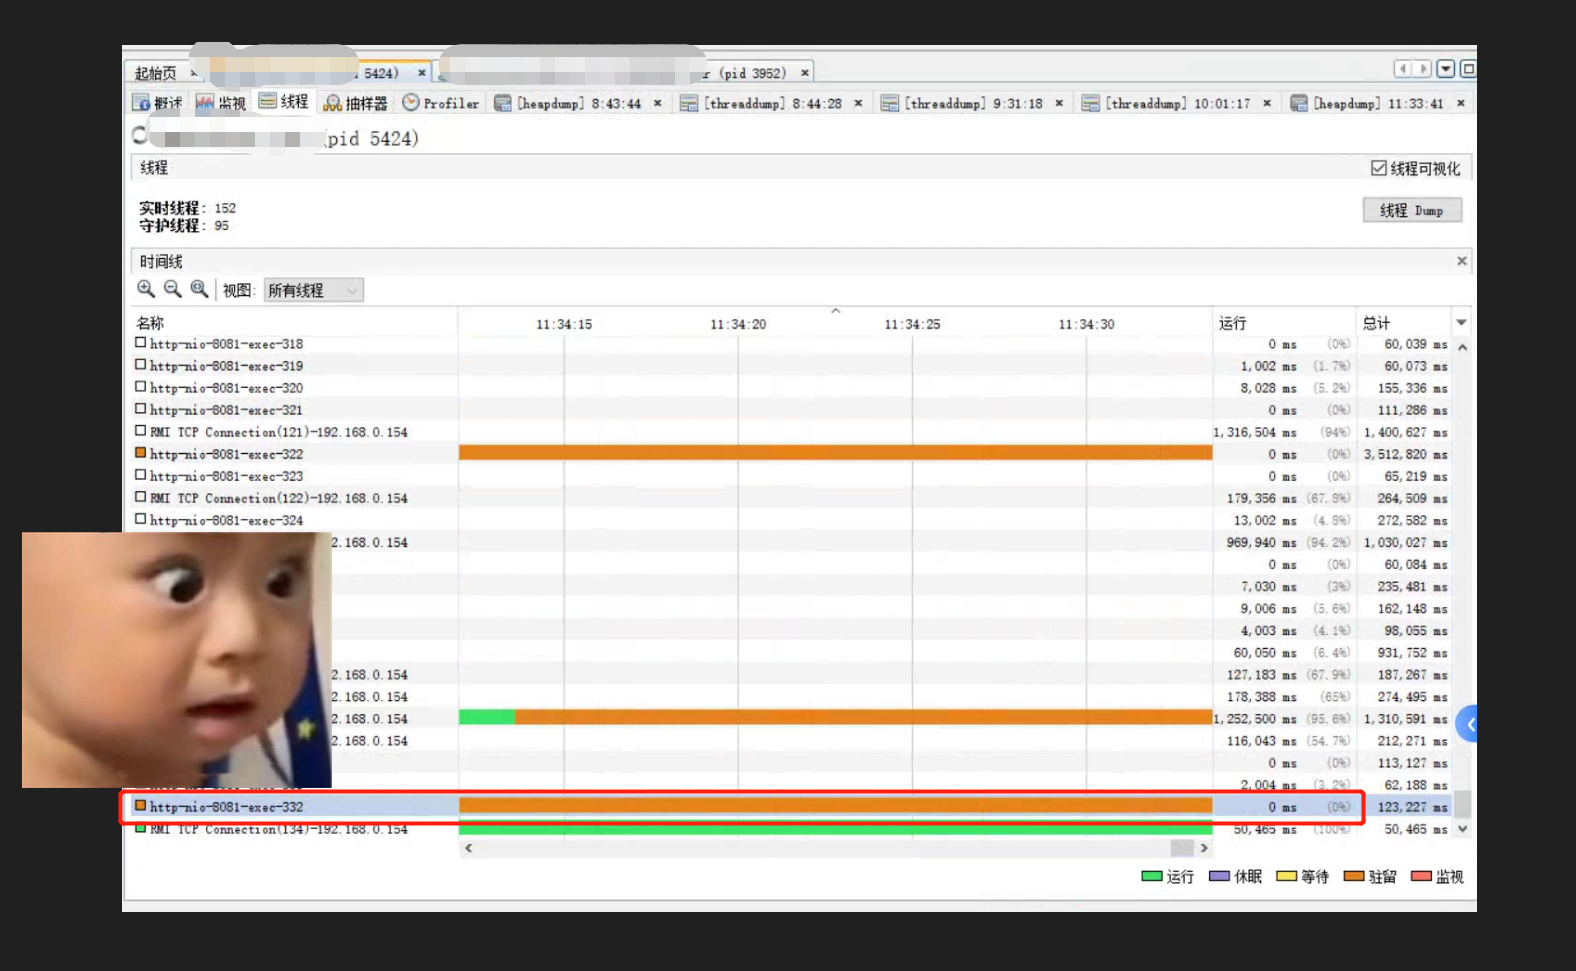 起始页 5424) (pid 3952)
概述 监视 线程 抽样器 Profiler [heapdump] 8:43:44 [threaddump] 8:44:28 [threaddump] 9:31:18 [threaddump] 10:01:17 [heapdump] 11:33:41
(pid 5424)
线程 线程可视化
实时线程: 152
守护线程: 95
线程 Dump
时间线
视图: 所有线程
名称 11:34:15 11:34:20 11:34:25 11:34:30 运行 总计
http-nio-8081-exec-318 0 ms (0%) 60,039 ms
http-nio-8081-exec-319 1,002 ms (1.7%) 60,073 ms
http-nio-8081-exec-320 8,028 ms (5.2%) 155,336 ms
http-nio-8081-exec-321 0 ms (0%) 111,286 ms
RMI TCP Connection(121)-192.168.0.154 1,316,504 ms (94%) 1,400,627 ms
http-nio-8081-exec-322 0 ms (0%) 3,512,820 ms
http-nio-8081-exec-323 0 ms (0%) 65,219 ms
RMI TCP Connection(122)-192.168.0.154 179,356 ms (67.8%) 264,509 ms
http-nio-8081-exec-324 13,002 ms (4.8%) 272,582 ms
2.168.0.154 969,940 ms (94.2%) 1,030,027 ms
0 ms (0%) 60,084 ms
7,030 ms (3%) 235,481 ms
9,006 ms (5.6%) 162,148 ms
4,003 ms (4.1%) 98,055 ms
60,050 ms (6.4%) 931,752 ms
2.168.0.154 127,183 ms (67.9%) 187,267 ms
2.168.0.154 178,388 ms (65%) 274,495 ms
2.168.0.154 1,252,500 ms (95.6%) 1,310,591 ms
2.168.0.154 116,043 ms (54.7%) 212,271 ms
0 ms (0%) 113,127 ms
2,004 ms (3.2%) 62,188 ms
http-nio-8081-exec-332 0 ms (0%) 123,227 ms
RMI TCP Connection(134)-192.168.0.154 50,465 ms (100%) 50,465 ms
运行 休眠 等待 驻留 监视